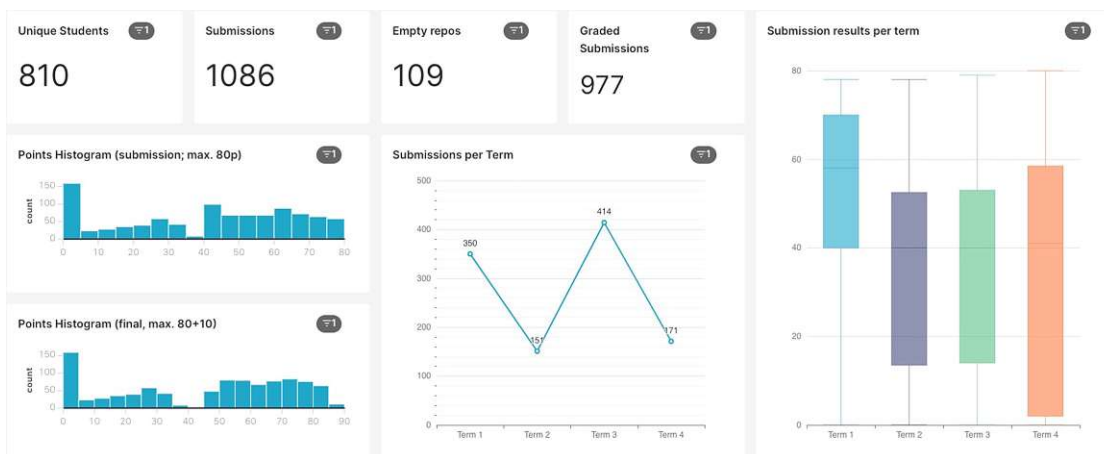 Unique Students
1
810
Submissions
1
1086
Empty repos
1
109
Graded
Submissions
1
977
Points Histogram (submission; max. 80p)
1
count
150
100
50
0
0 10 20 30 40 50 60 70 80
Points Histogram (final, max. 80+10)
1
count
150
100
50
0
0 10 20 30 40 50 60 70 80 90
Submissions per Term
1
500
400
300
200
100
0
350
151
414
171
Term 1 Term 2 Term 3 Term 4
Submission results per term
1
80
60
40
20
0
Term 1 Term 2 Term 3 Term 4